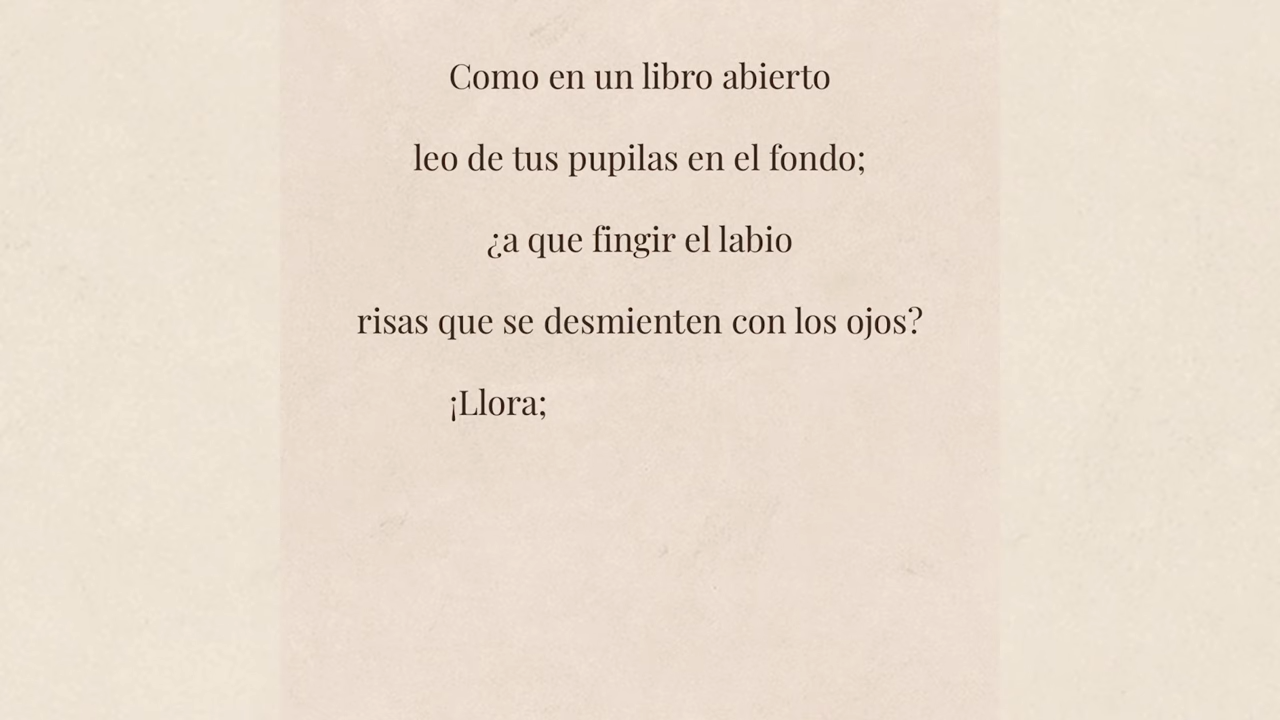 Como en un libro abierto
leo de tus pupilas en el fondo;
¿a que fingir el labio
risas que se desmienten con los ojos?
¡Llora;